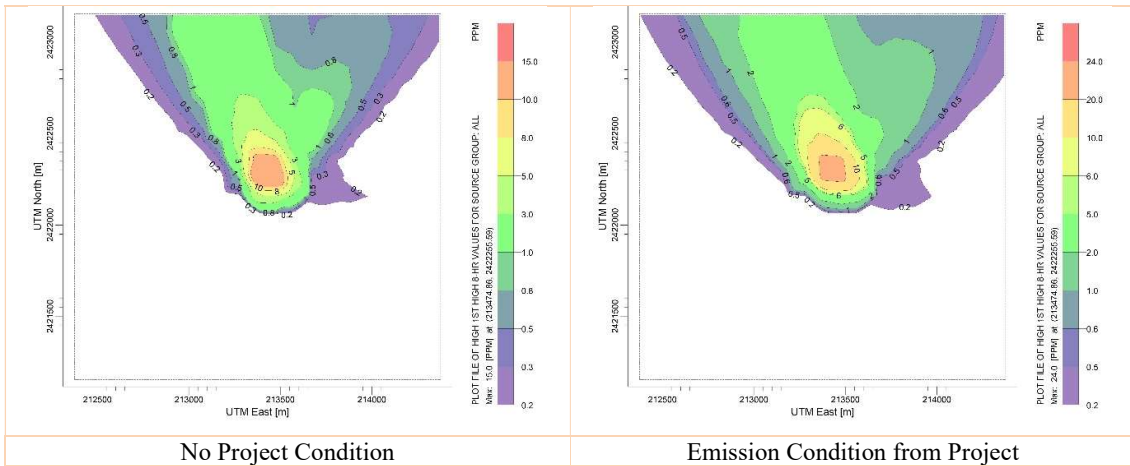 PPM
15.0
10.0
8.0
5.0
3.0
1.0
0.8
0.5
0.3
0.2
PLOT FILE OF HIGH 1ST HIGH 8-HR VALUES FOR SOURCE GROUP: ALL
Max: 15.0 [PPM] at (213474.86, 2422255.59)
UTM North [m]
2423000
2422500
2422000
2421500
212500 213000 213500 214000
UTM East [m]
No Project Condition
PPM
24.0
20.0
10.0
6.0
5.0
2.0
1.0
0.6
0.5
0.2
PLOT FILE OF HIGH 1ST HIGH 8-HR VALUES FOR SOURCE GROUP: ALL
Max: 24.0 [PPM] at (213474.86, 2422255.59)
UTM North [m]
2423000
2422500
2422000
2421500
212500 213000 213500 214000
UTM East [m]
Emission Condition from Project